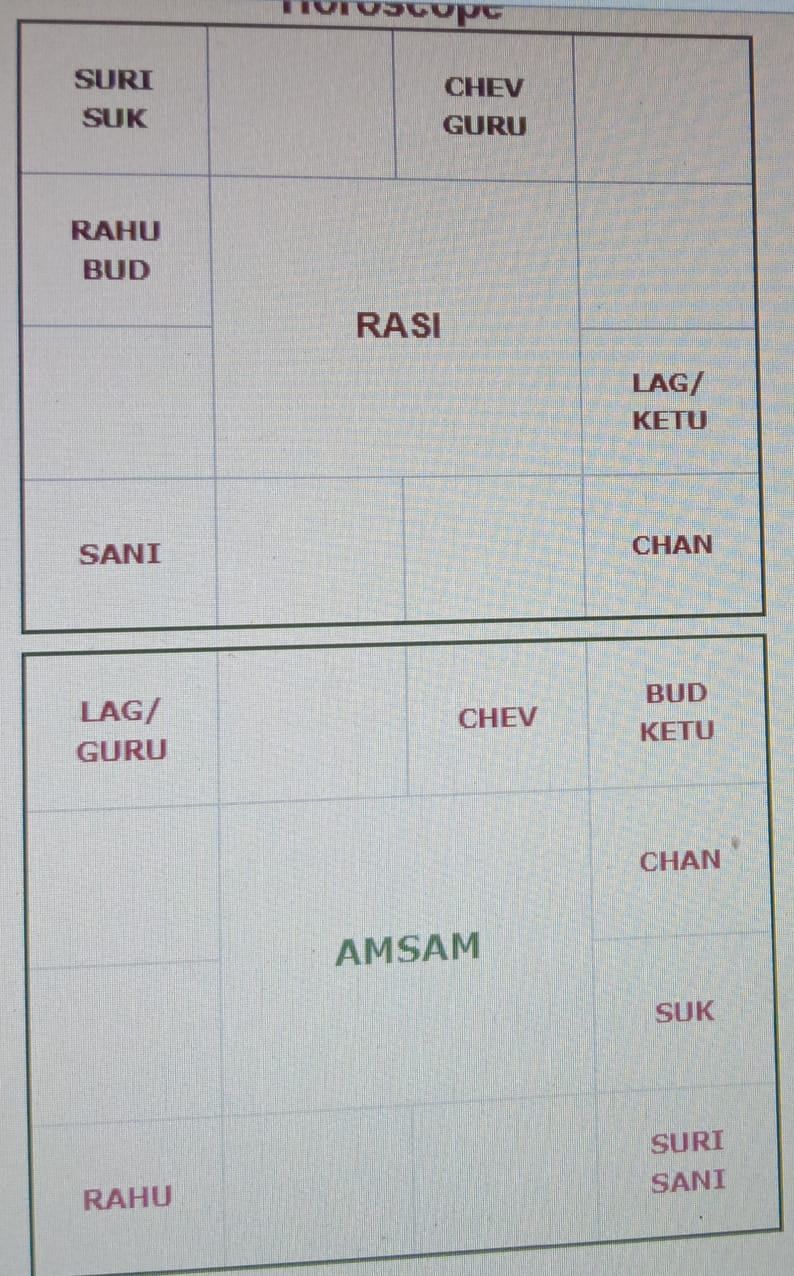 Horoscope
SURI
SUK
CHEV
GURU
RAHU
BUD
RASI
LAG/
KETU
SANI
CHAN
LAG/
GURU
CHEV
BUD
KETU
CHAN
AMSAM
SUK
RAHU
SURI
SANI